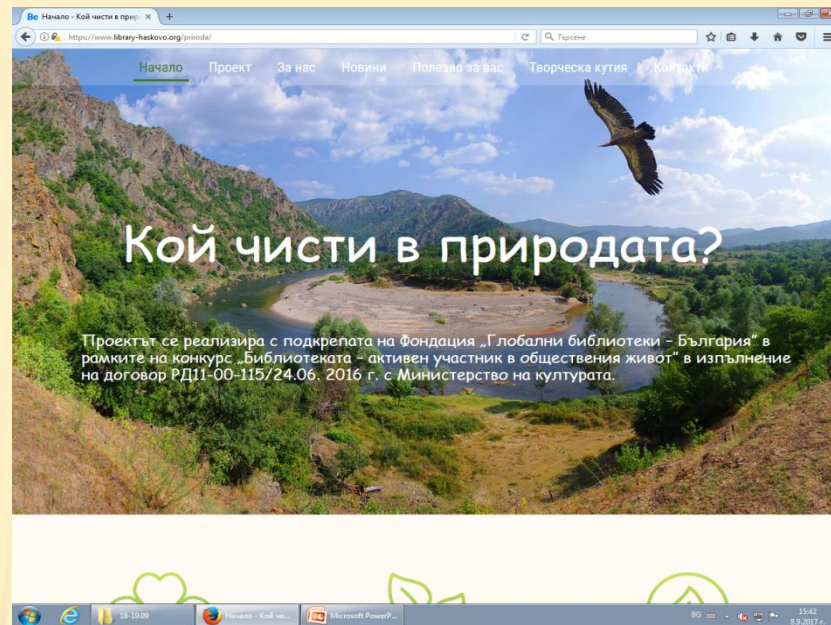 Начало - Кой чисти в прир
https://www.library-haskovo.org/priroda/
Търсене
Начало Проект За нас Новини Полезно за вас Творческа кутия Контакти
Кой чисти в природата?
Проектът се реализира с подкрепата на Фондация „Глобални библиотеки - България" в
рамките на конкурс „Библиотеката - активен участник в обществения живот" в изпълнение
на договор РД11-00-115/24.06. 2016 г. с Министерство на културата.
18-19.09 Начало - Кой чи... Microsoft PowerP... BG 15:42
8.9.2017 г.